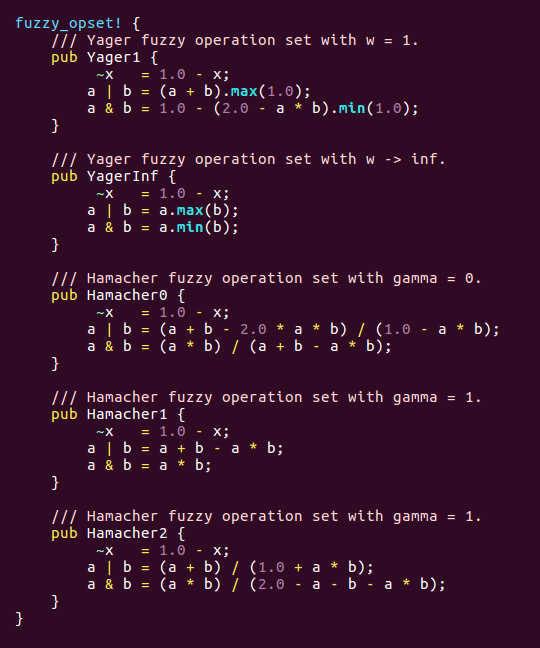 fuzzy_opset! {
    /// Yager fuzzy operation set with w = 1.
    pub Yager1 {
         ~x   = 1.0 - x;
        a | b = (a + b).max(1.0);
        a & b = 1.0 - (2.0 - a * b).min(1.0);
    }

    /// Yager fuzzy operation set with w -> inf.
    pub YagerInf {
         ~x   = 1.0 - x;
        a | b = a.max(b);
        a & b = a.min(b);
    }

    /// Hamacher fuzzy operation set with gamma = 0.
    pub Hamacher0 {
         ~x   = 1.0 - x;
        a | b = (a + b - 2.0 * a * b) / (1.0 - a * b);
        a & b = (a * b) / (a + b - a * b);
    }

    /// Hamacher fuzzy operation set with gamma = 1.
    pub Hamacher1 {
         ~x   = 1.0 - x;
        a | b = a + b - a * b;
        a & b = a * b;
    }

    /// Hamacher fuzzy operation set with gamma = 1.
    pub Hamacher2 {
         ~x   = 1.0 - x;
        a | b = (a + b) / (1.0 + a * b);
        a & b = (a * b) / (2.0 - a - b - a * b);
    }
}